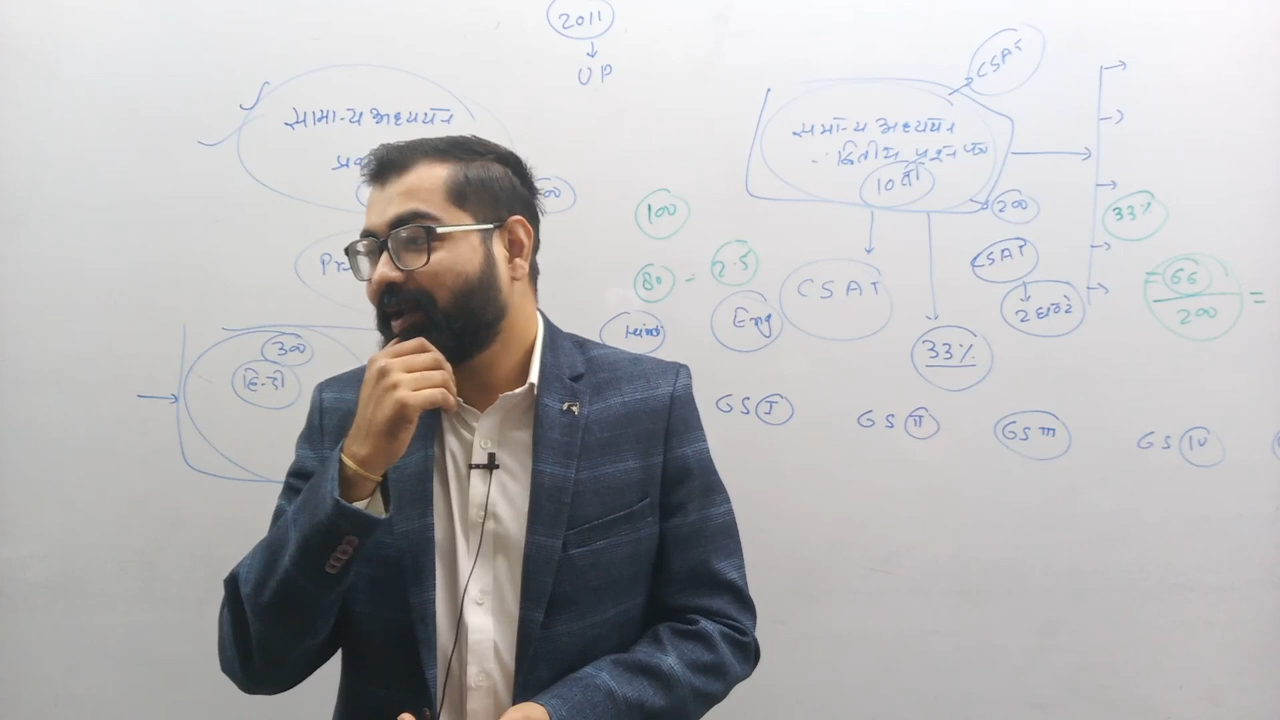 2011
UP
CSAT
सामान्य अध्ययन
सामान्य अध्ययन
द्वितीय प्रश्न पत्र
10वीं
200
100
33%
CSAT
80 = 2.5
CSAT
2 घण्टे
= 66
200 =
Hindi
Eng
33%
300
हिन्दी
GS I
GS II
GS III
GS IV